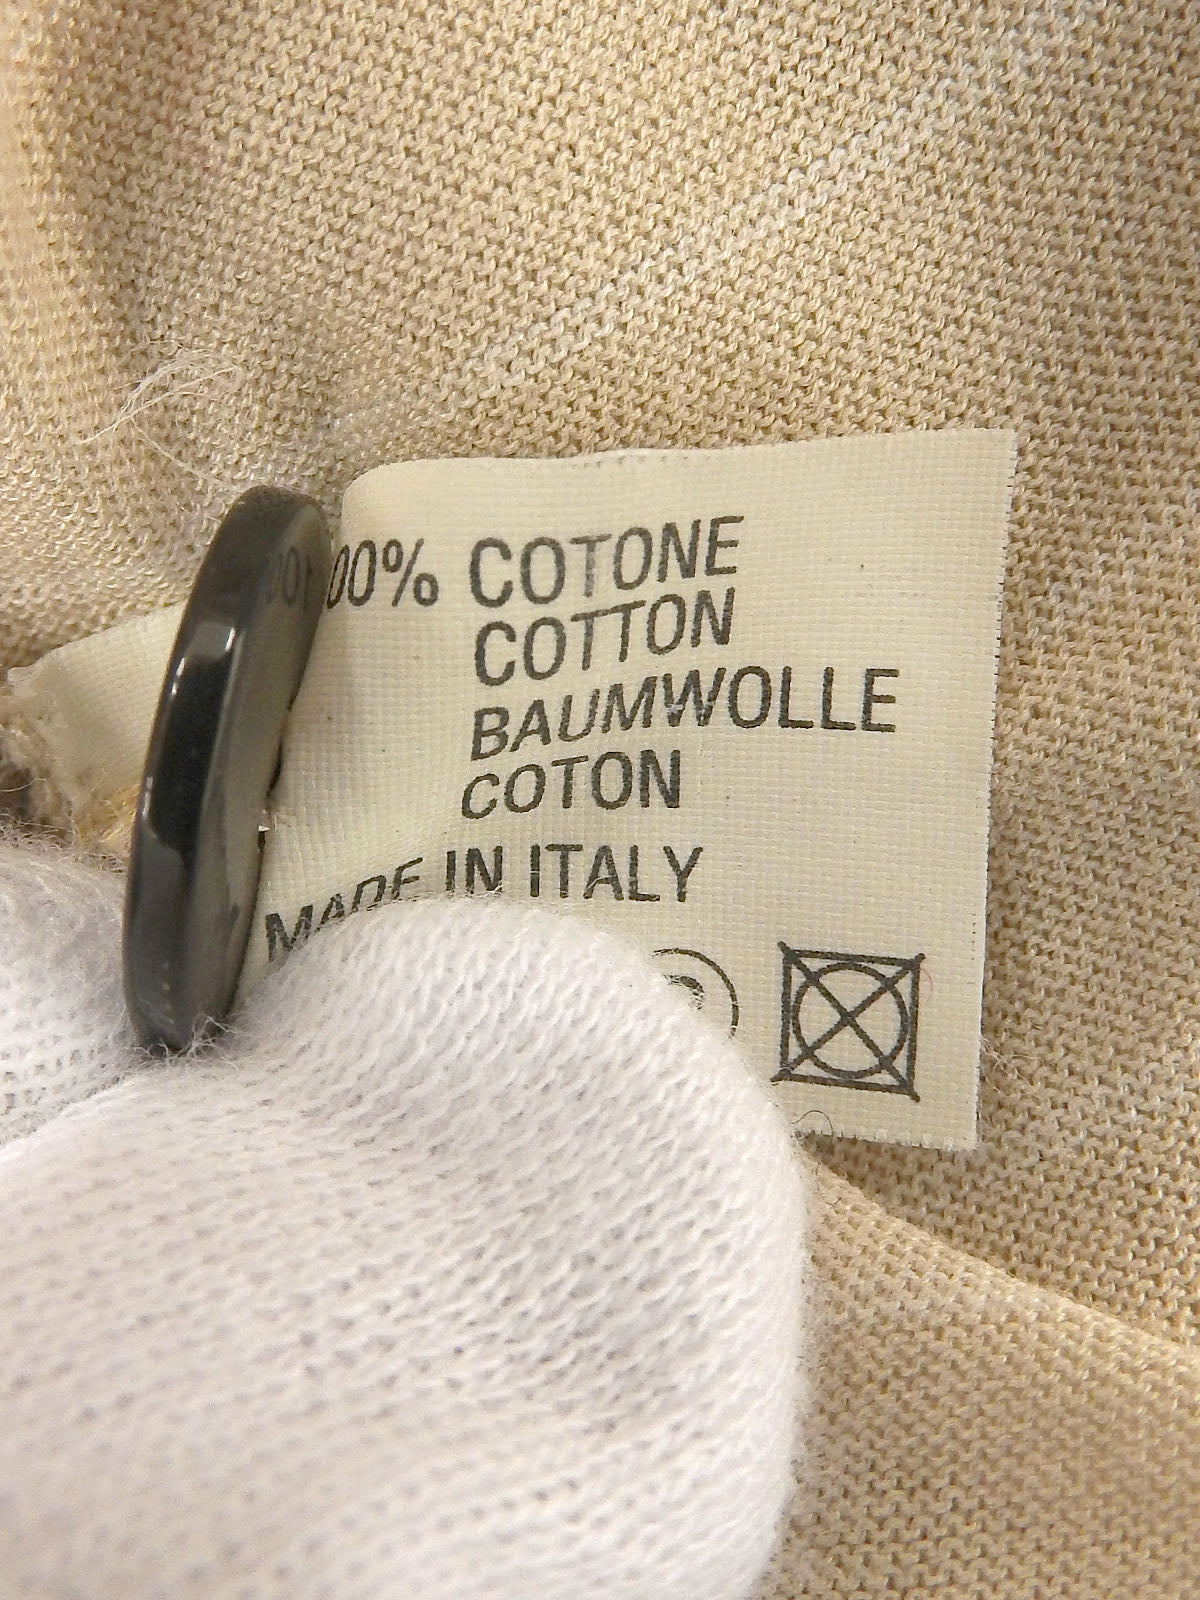 00% COTONE
COTTON
BAUMWOLLE
COTON
MADE IN ITALY